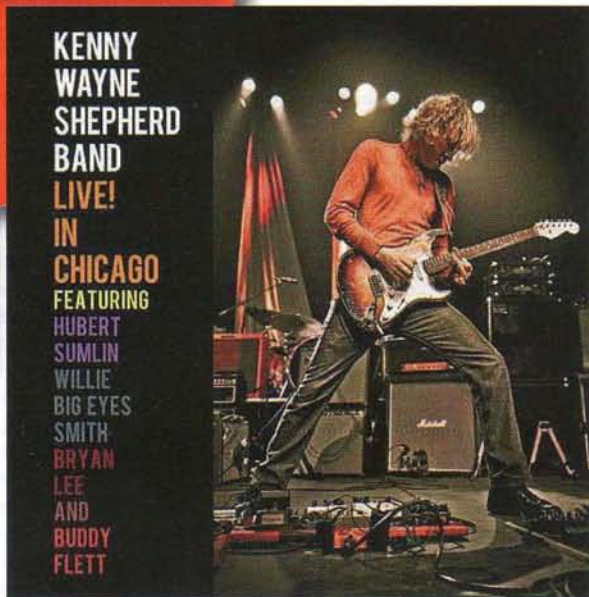 KENNY
WAYNE
SHEPHERD
BAND
LIVE!
IN
CHICAGO
FEATURING
HUBERT
SUMLIN
WILLIE
BIG EYES
SMITH
BRYAN
LEE
AND
BUDDY
FLETT
Marshall